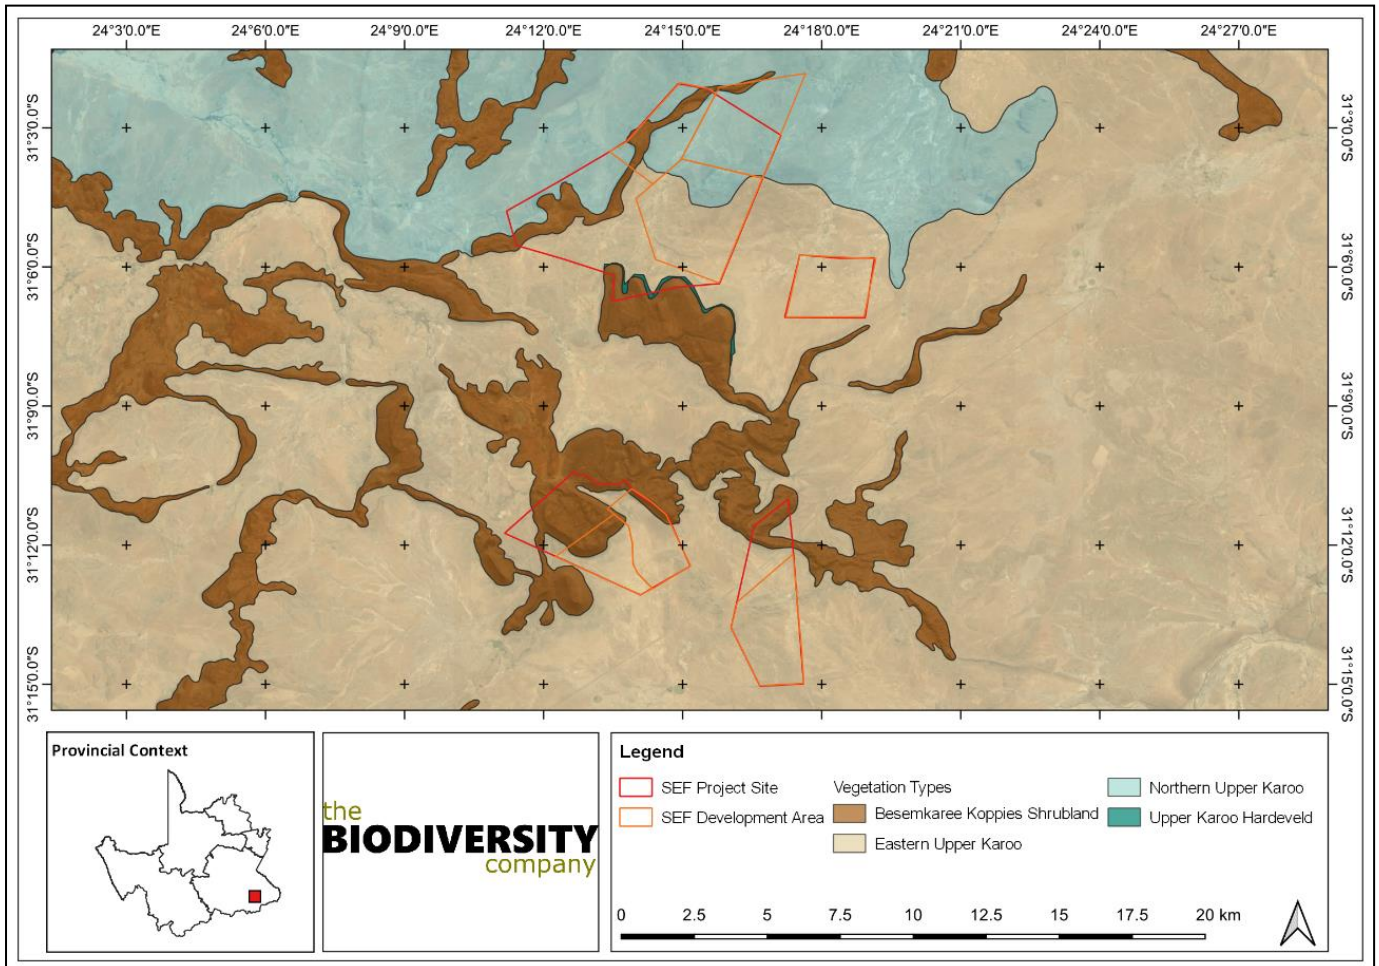 24°3'0.0"E 24°6'0.0"E 24°9'0.0"E 24°12'0.0"E 24°15'0.0"E 24°18'0.0"E 24°21'0.0"E 24°24'0.0"E 24°27'0.0"E
31°3'0.0"S 31°3'0.0"S
31°6'0.0"S 31°6'0.0"S
31°9'0.0"S 31°9'0.0"S
31°12'0.0"S 31°12'0.0"S
31°15'0.0"S 31°15'0.0"S
Provincial Context
the
BIODIVERSITY
company
Legend
SEF Project Site
SEF Development Area
Vegetation Types
Besemkaree Koppies Shrubland
Eastern Upper Karoo
Northern Upper Karoo
Upper Karoo Hardeveld
0 2.5 5 7.5 10 12.5 15 17.5 20 km